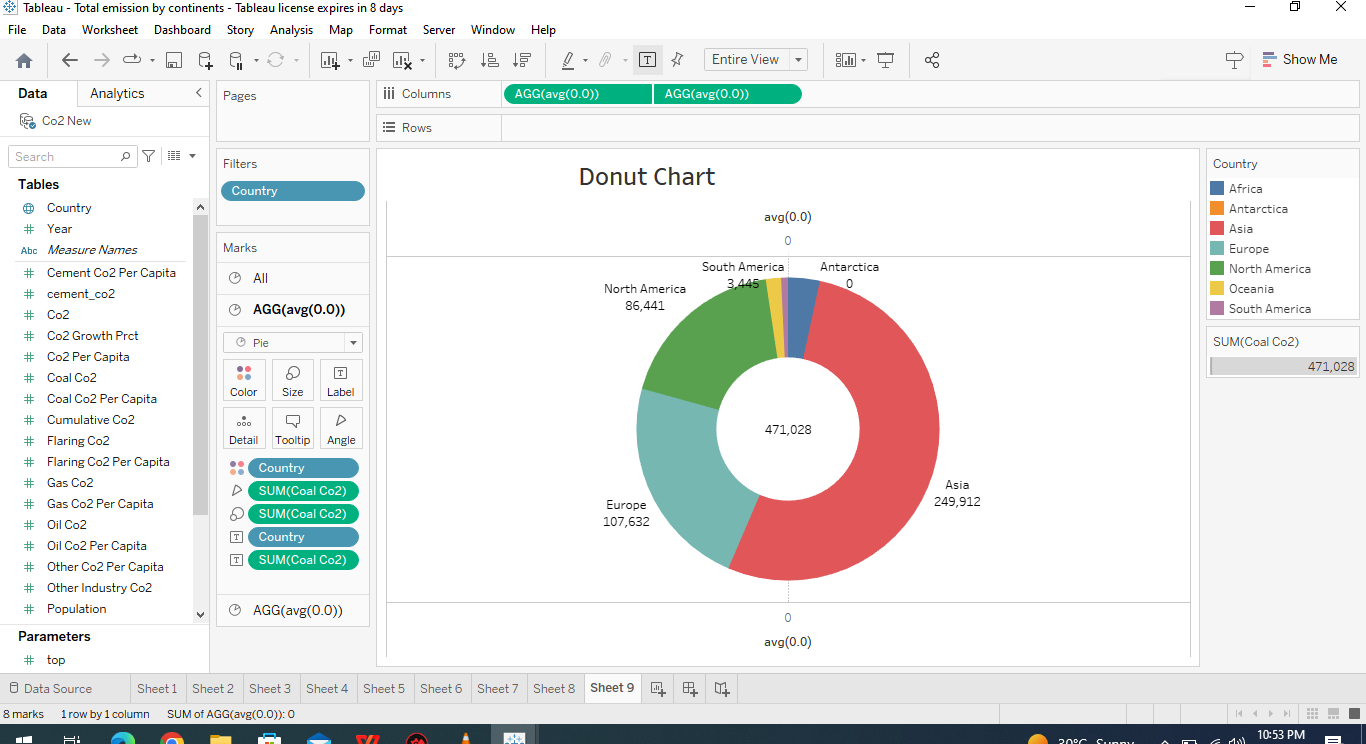 Tableau - Total emission by continents - Tableau license expires in 8 days
File Data Worksheet Dashboard Story Analysis Map Format Server Window Help
Entire View
Show Me
Data Analytics
Co2 New
Search
Tables
Country
Year
Abc Measure Names
Cement Co2 Per Capita
cement_co2
Co2
Co2 Growth Prct
Co2 Per Capita
Coal Co2
Coal Co2 Per Capita
Cumulative Co2
Flaring Co2
Flaring Co2 Per Capita
Gas Co2
Gas Co2 Per Capita
Oil Co2
Oil Co2 Per Capita
Other Co2 Per Capita
Other Industry Co2
Population
Parameters
top
Pages
Filters
Country
Marks
All
AGG(avg(0.0))
Pie
Color Size Label
Detail Tooltip Angle
Country
SUM(Coal Co2)
SUM(Coal Co2)
Country
SUM(Coal Co2)
AGG(avg(0.0))
Columns AGG(avg(0.0)) AGG(avg(0.0))
Rows
Donut Chart
avg(0.0)
0
South America
3,445
Antarctica
0
North America
86,441
471,028
Asia
249,912
Europe
107,632
0
avg(0.0)
Country
Africa
Antarctica
Asia
Europe
North America
Oceania
South America
SUM(Coal Co2)
471,028
Data Source Sheet 1 Sheet 2 Sheet 3 Sheet 4 Sheet 5 Sheet 6 Sheet 7 Sheet 8 Sheet 9
8 marks 1 row by 1 column SUM of AGG(avg(0.0)): 0
30°C Sunny
10:53 PM